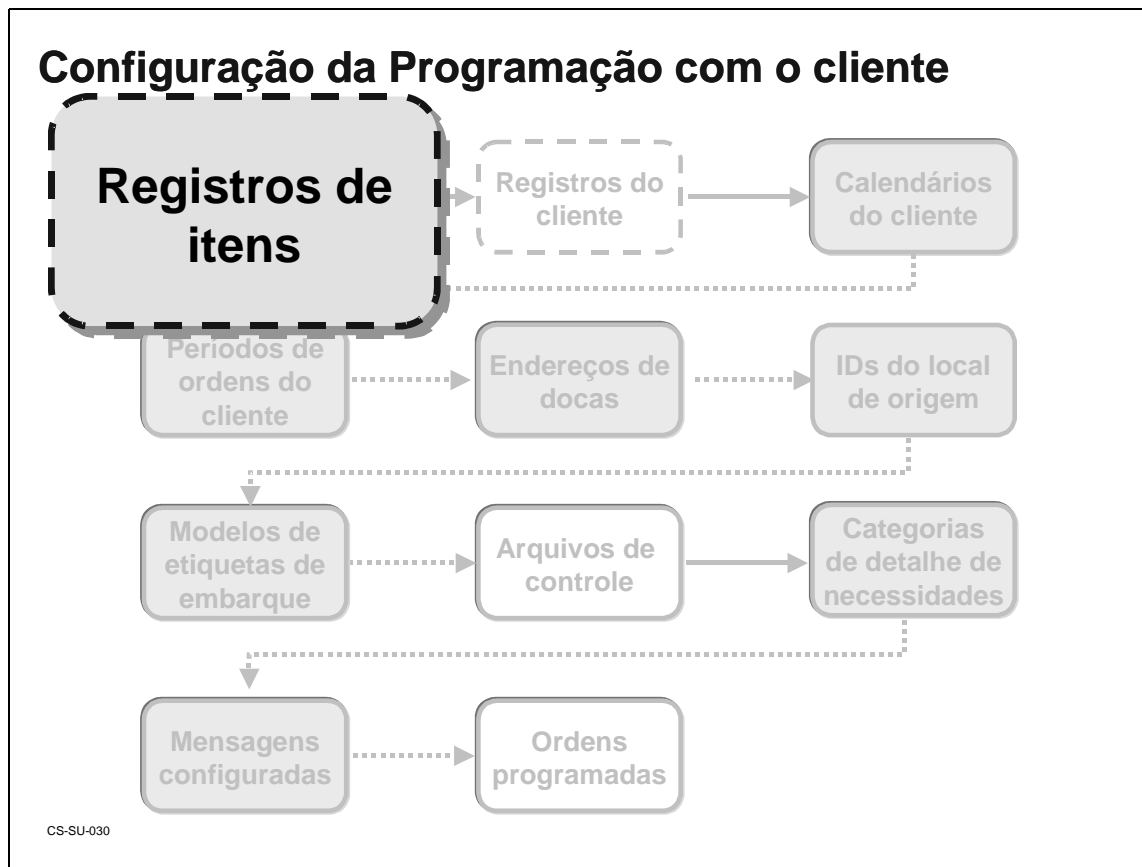 Configuração da Programação com o cliente
Registros de
itens
Registros do
cliente
Calendários
do cliente
Períodos de
ordens do
cliente
Endereços de
docas
IDs do local
de origem
Modelos de
etiquetas de
embarque
Arquivos de
controle
Categorias
de detalhe de
necessidades
Mensagens
configuradas
Ordens
programadas
CS-SU-030